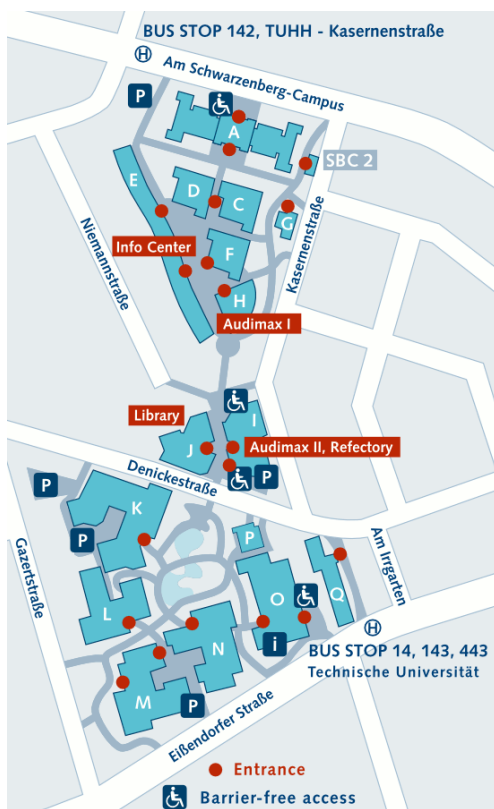 BUS STOP 142, TUHH - Kasernenstraße
H
Am Schwarzenberg-Campus
P
A
SBC 2
E
D
C
G
Niemannstraße
Kasernenstraße
Info Center
F
H
Audimax I
Library
I
J
Audimax II, Refectory
P
Denickestraße
P
K
P
P
Am Irrgarten
Gazertstraße
L
O
Q
i
N
H
BUS STOP 14, 143, 443
Technische Universität
M
P
Eißendorfer Straße
Entrance
Barrier-free access